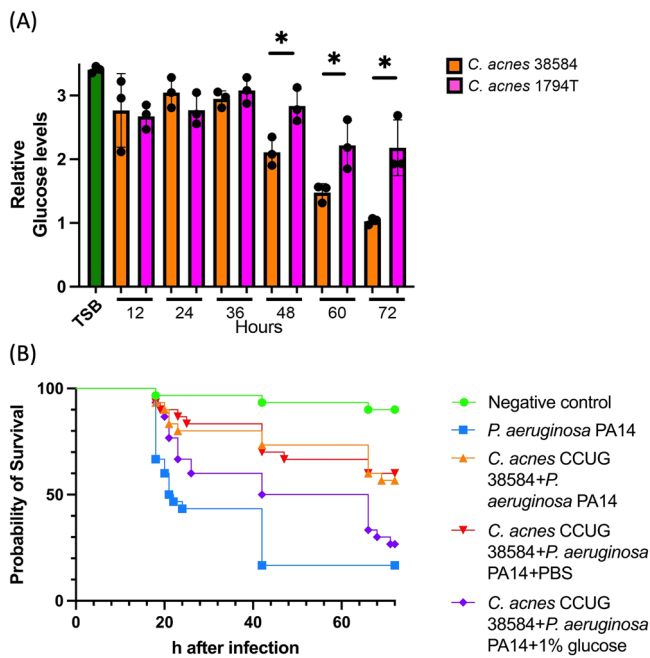 (A)
*
*
*
3
2
1
0
Relative
Glucose levels
TSB
12
24
36
48
60
72
Hours
C. acnes 38584
C. acnes 1794T
(B)
100
50
0
Probability of Survival
0
20
40
60
h after infection
Negative control
P. aeruginosa PA14
C. acnes CCUG
38584+P.
aeruginosa PA14
C. acnes CCUG
38584+P. aeruginosa
PA14+PBS
C. acnes CCUG
38584+P. aeruginosa
PA14+1% glucose